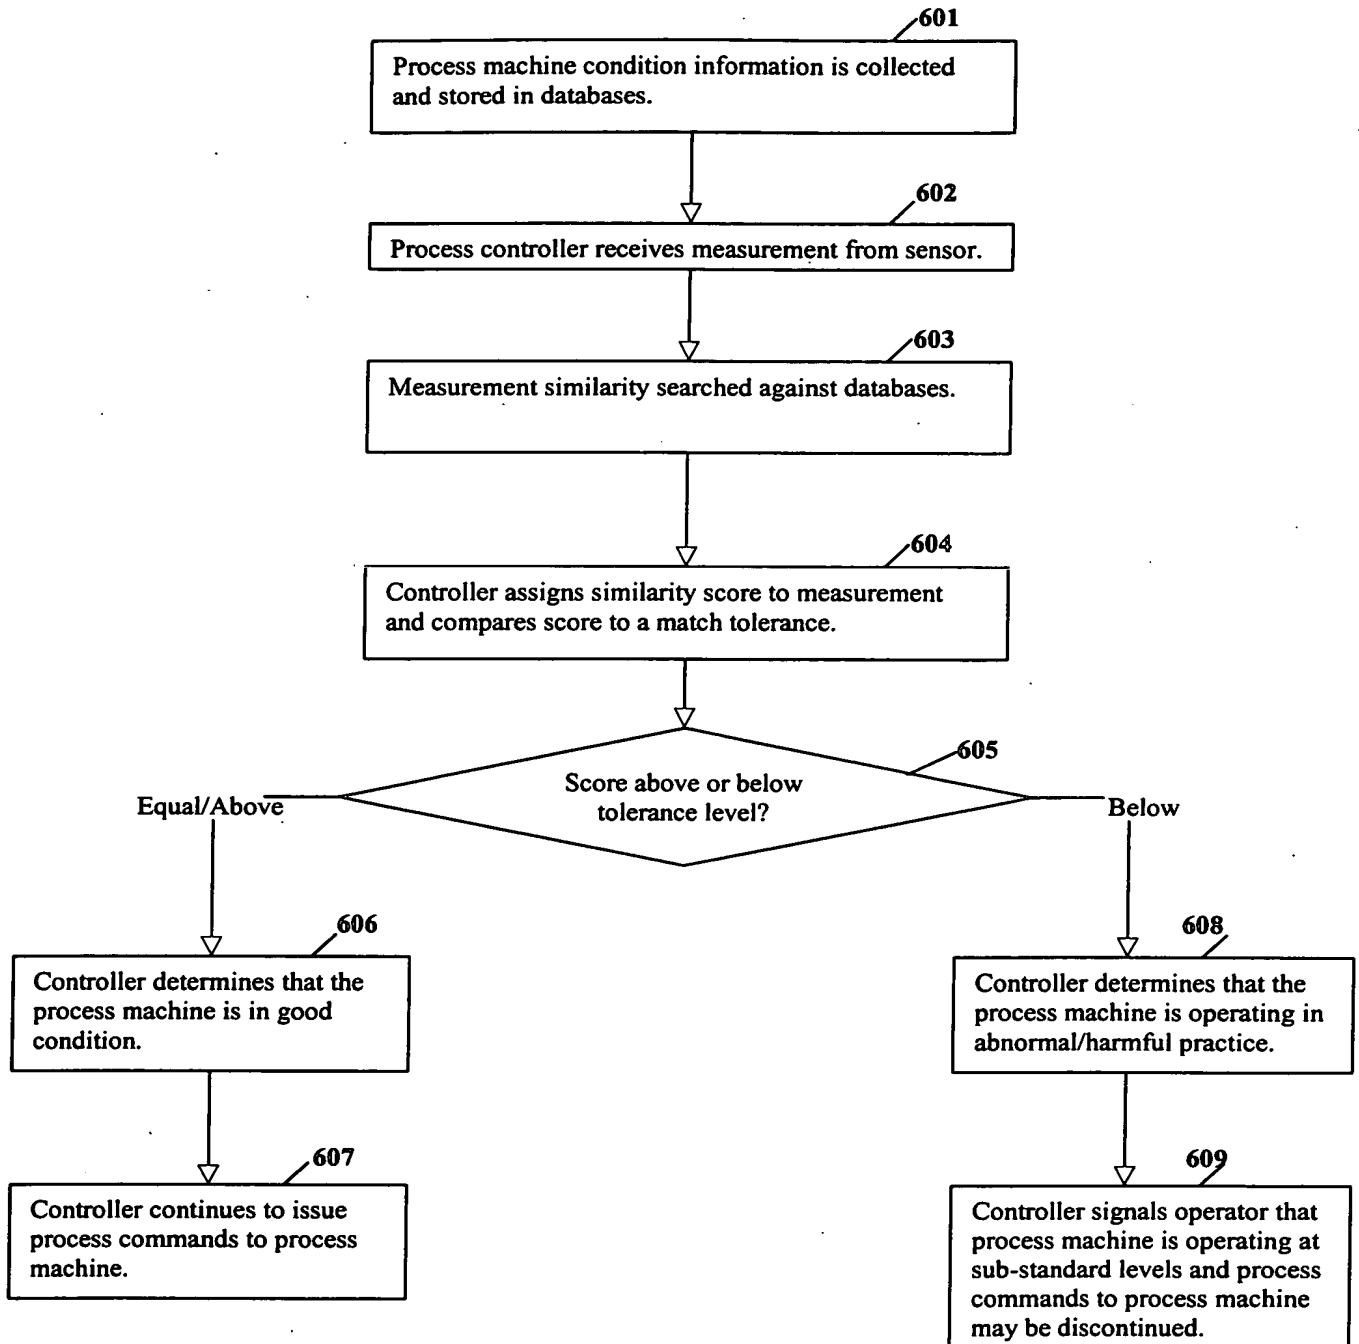 601
Process machine condition information is collected
and stored in databases.
602
Process controller receives measurement from sensor.
603
Measurement similarity searched against databases.
604
Controller assigns similarity score to measurement
and compares score to a match tolerance.
605
Score above or below
tolerance level?
Equal/Above
Below
606
Controller determines that the
process machine is in good
condition.
608
Controller determines that the
process machine is operating in
abnormal/harmful practice.
607
Controller continues to issue
process commands to process
machine.
609
Controller signals operator that
process machine is operating at
sub-standard levels and process
commands to process machine
may be discontinued.